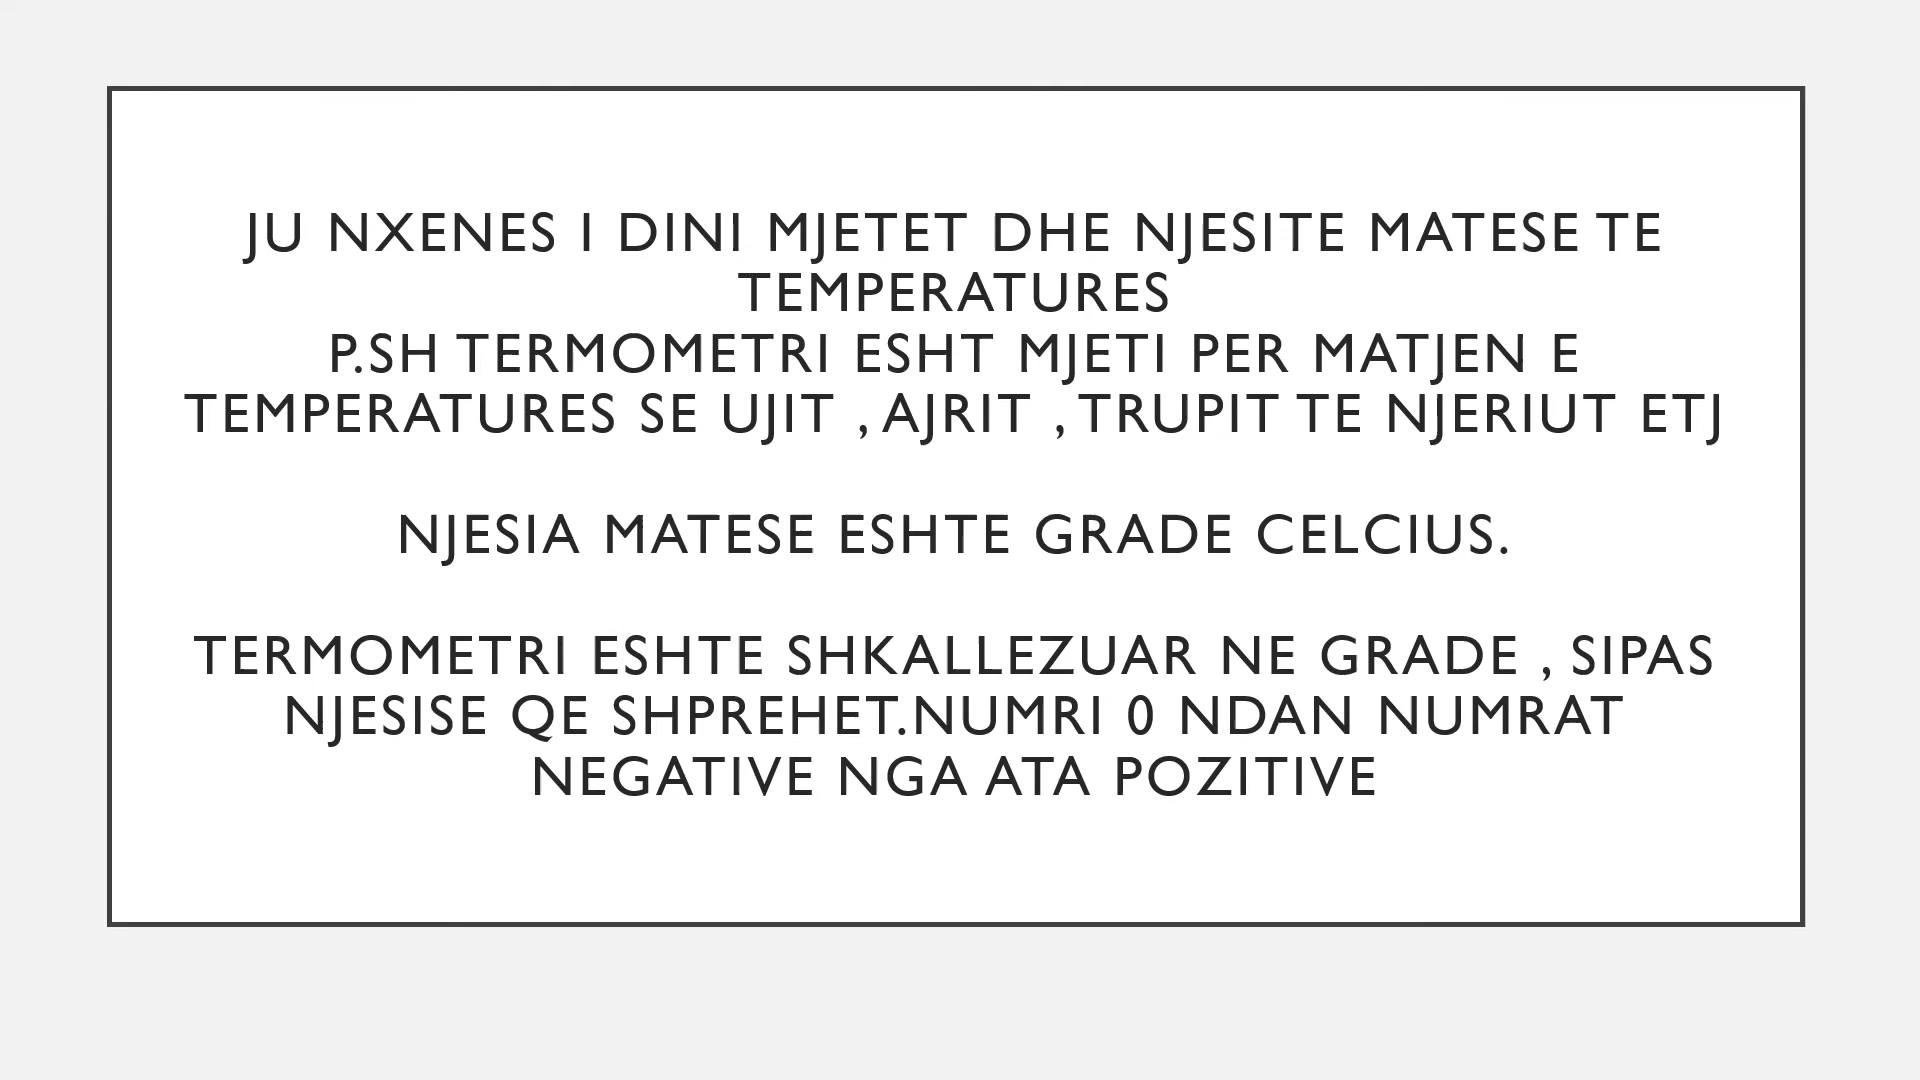 JU NXENES I DINI MJETET DHE NJESITE MATESE TE
TEMPERATURES
P.SH TERMOMETRI ESHT MJETI PER MATJEN E
TEMPERATURES SE UJIT , AJRIT , TRUPIT TE NJERIUT ETJ
NJESIA MATESE ESHTE GRADE CELCIUS.
TERMOMETRI ESHTE SHKALLEZUAR NE GRADE , SIPAS
NJESISE QE SHPREHET.NUMRI 0 NDAN NUMRAT
NEGATIVE NGA ATA POZITIVE